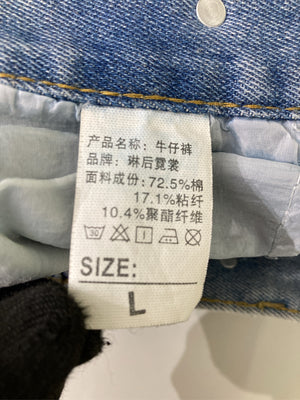 产品名称：牛仔裤
品牌：琳后霓裳
面料成份：72.5%棉
17.1%粘纤
10.4%聚酯纤维
SIZE:
L